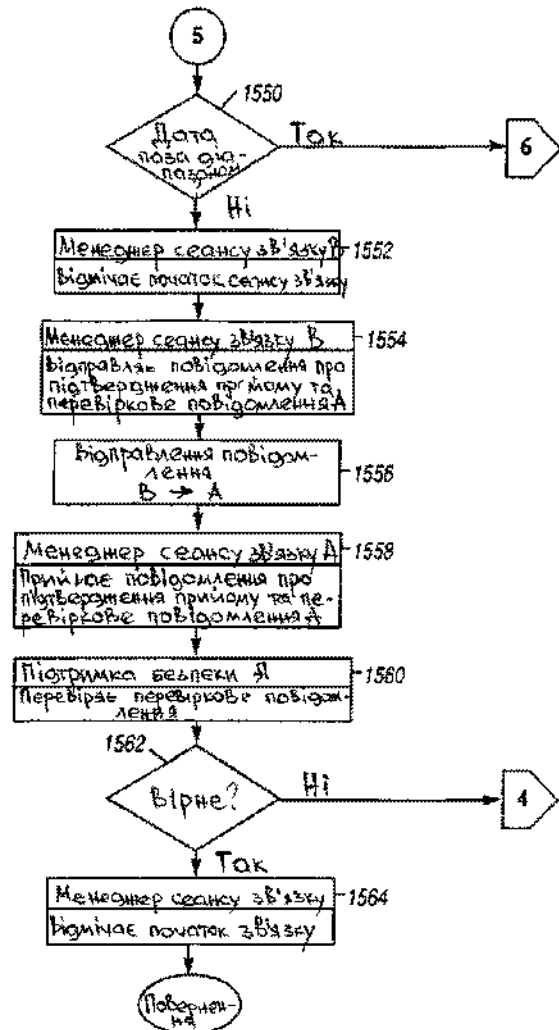 5
1550
Дата
поза діа-
пазоном
Так
6
Ні
Менеджер сеансу зв'язку В
1552
Відмічає початок сеансу зв'язку
Менеджер сеансу зв'язку В
1554
Відправляє повідомлення про
підтвердження прийому та
перевіркове повідомлення А
Відправлення повідом-
лення
В → А
1556
Менеджер сеансу зв'язку А
1558
Приймає повідомлення про
підтвердження прийому та пе-
ревіркове повідомлення А
Підтримка безпеки А
1560
Перевіряє перевіркове повідом-
лення
1562
Вірне?
Ні
4
Так
Менеджер сеансу зв'язку
1564
Відмічає початок зв'язку
Повернен-
ня